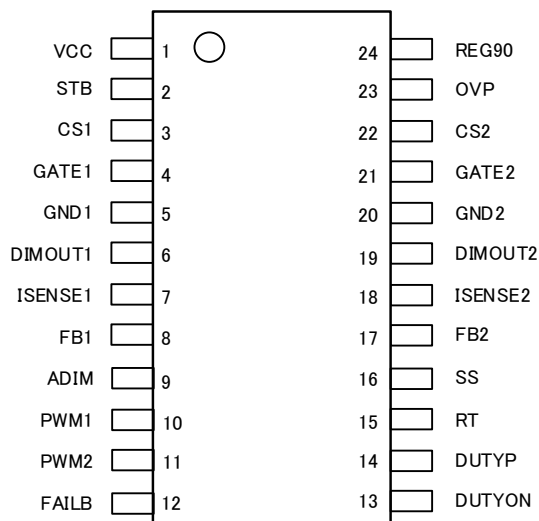 VCC 1 24 REG90
STB 2 23 OVP
CS1 3 22 CS2
GATE1 4 21 GATE2
GND1 5 20 GND2
DIMOUT1 6 19 DIMOUT2
ISENSE1 7 18 ISENSE2
FB1 8 17 FB2
ADIM 9 16 SS
PWM1 10 15 RT
PWM2 11 14 DUTYP
FAILB 12 13 DUTYON